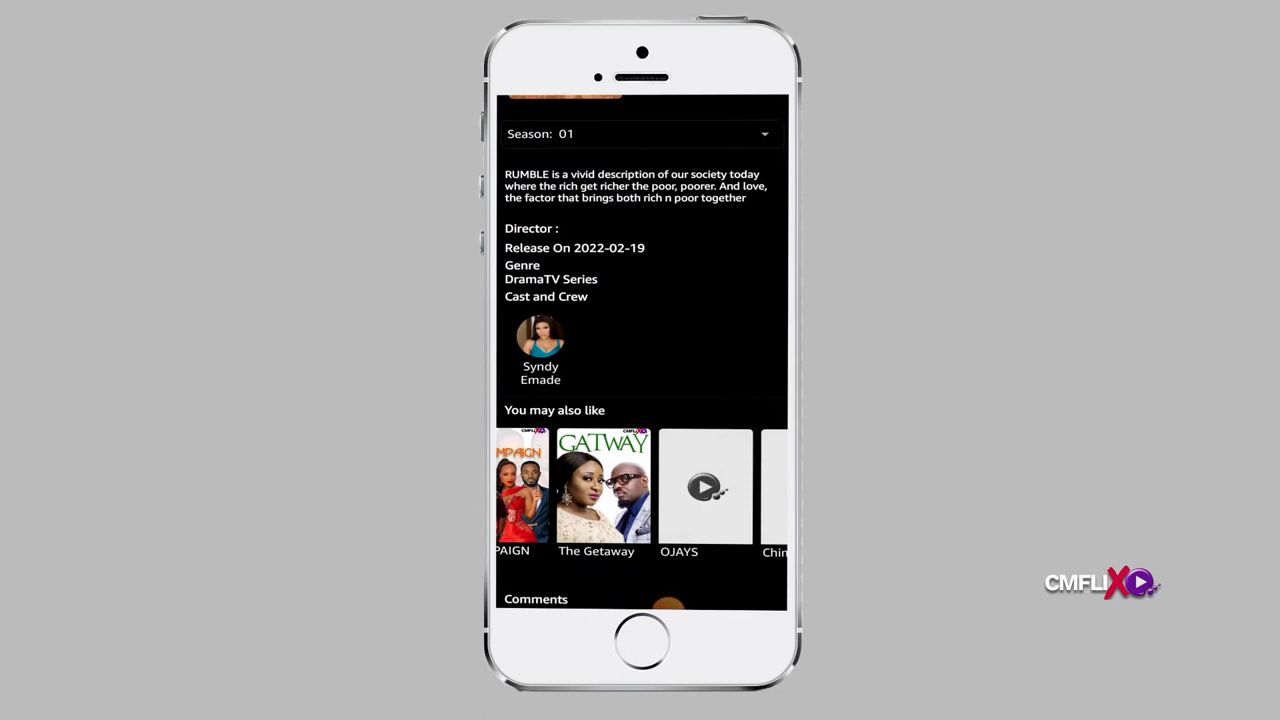 Season: 01
RUMBLE is a vivid description of our society today
where the rich get richer the poor, poorer. And love,
the factor that brings both rich n poor together
Director :
Release On 2022-02-19
Genre
DramaTV Series
Cast and Crew
Syndy
Emade
You may also like
CMFLIX
MPAIGN
CMFLIX
GATWAY
PAIGN
The Getaway
OJAYS
Chin
Comments
CMFLIX